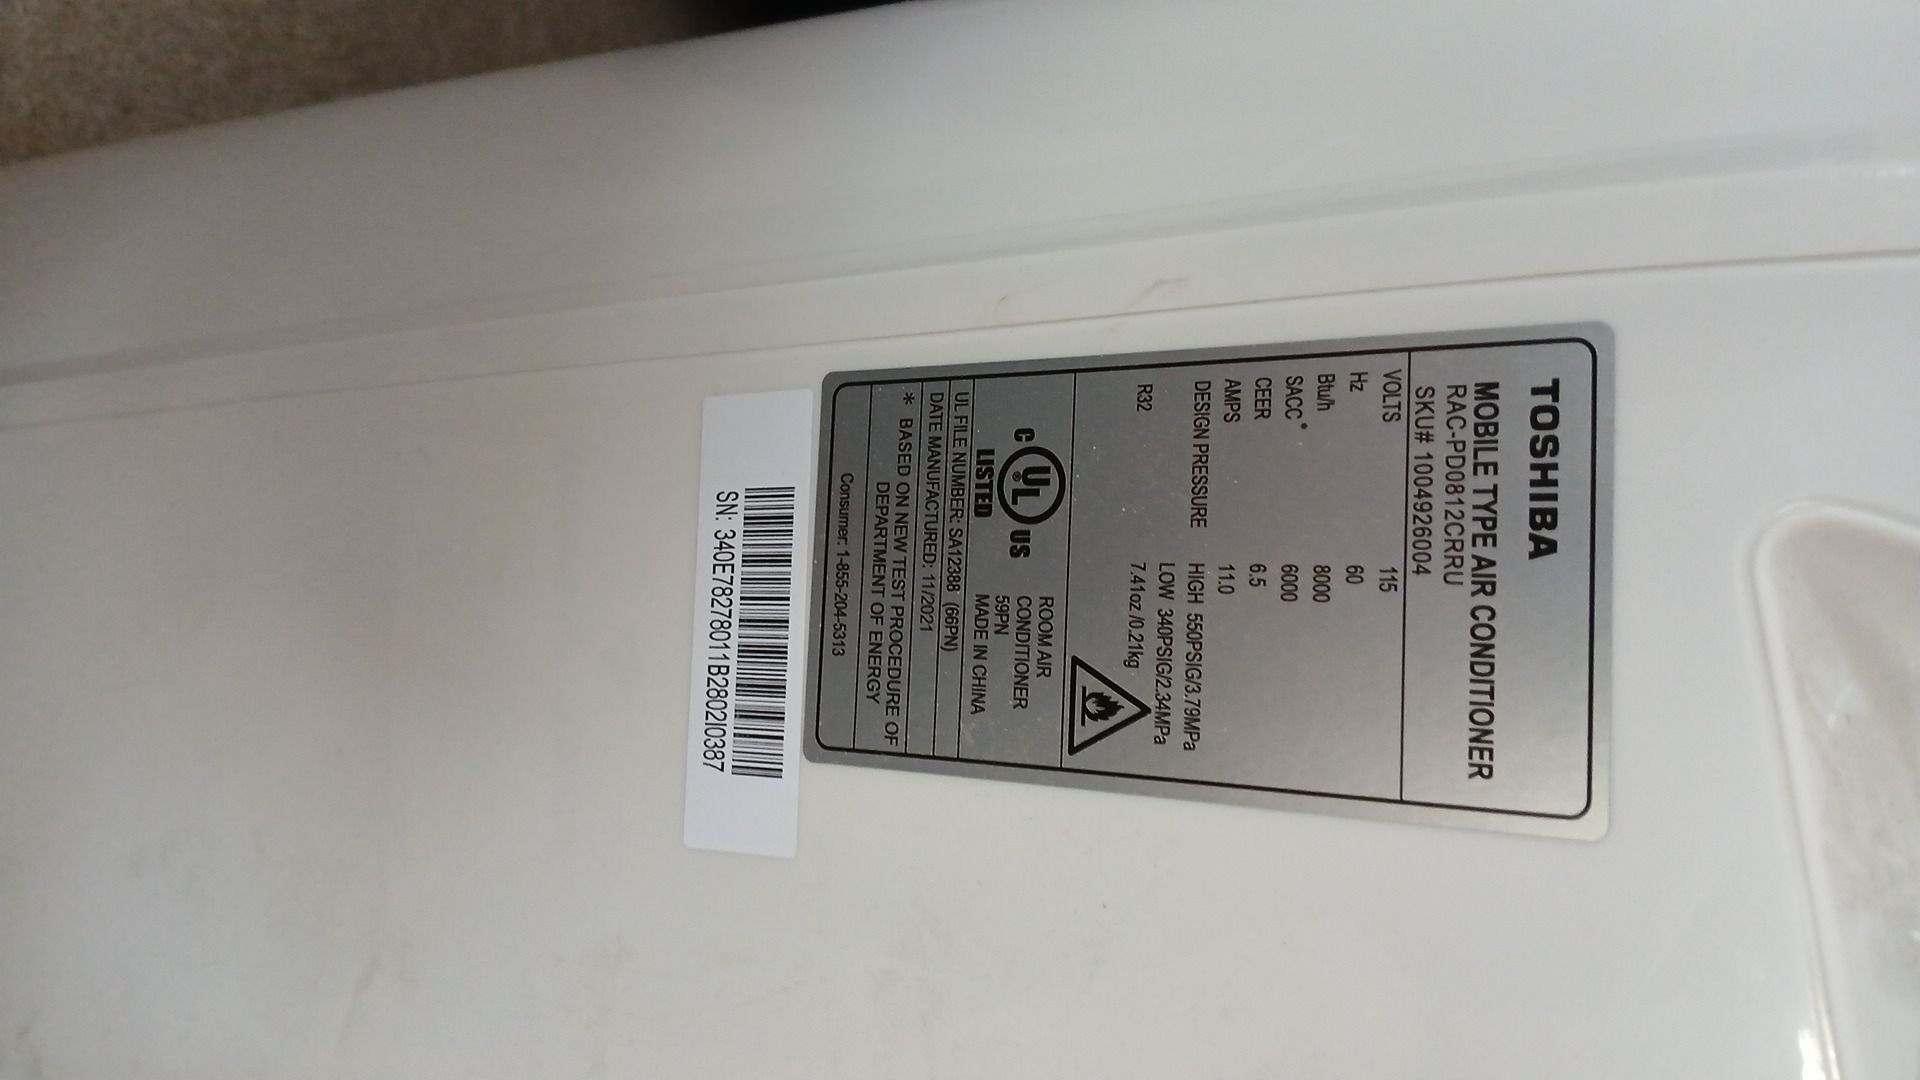 TOSHIBA
MOBILE TYPE AIR CONDITIONER
RAC-PD0812CRRU
SKU# 1004926004
VOLTS 115
Hz 60
Btu/h 8000
SACC* 6000
CEER 6.5
AMPS 11.0
DESIGN PRESSURE HIGH 550PSIG/3.79MPa
LOW 340PSIG/2.34MPa
R32 7.41oz /0.21kg
C UL US
LISTED
ROOM AIR
CONDITIONER
59PN
MADE IN CHINA
UL FILE NUMBER: SA12388 (66PN)
DATE MANUFACTURED: 11/2021
* BASED ON NEW TEST PROCEDURE OF
DEPARTMENT OF ENERGY
Consumer: 1-855-204-5313
SN: 340E78278011B2802I0387